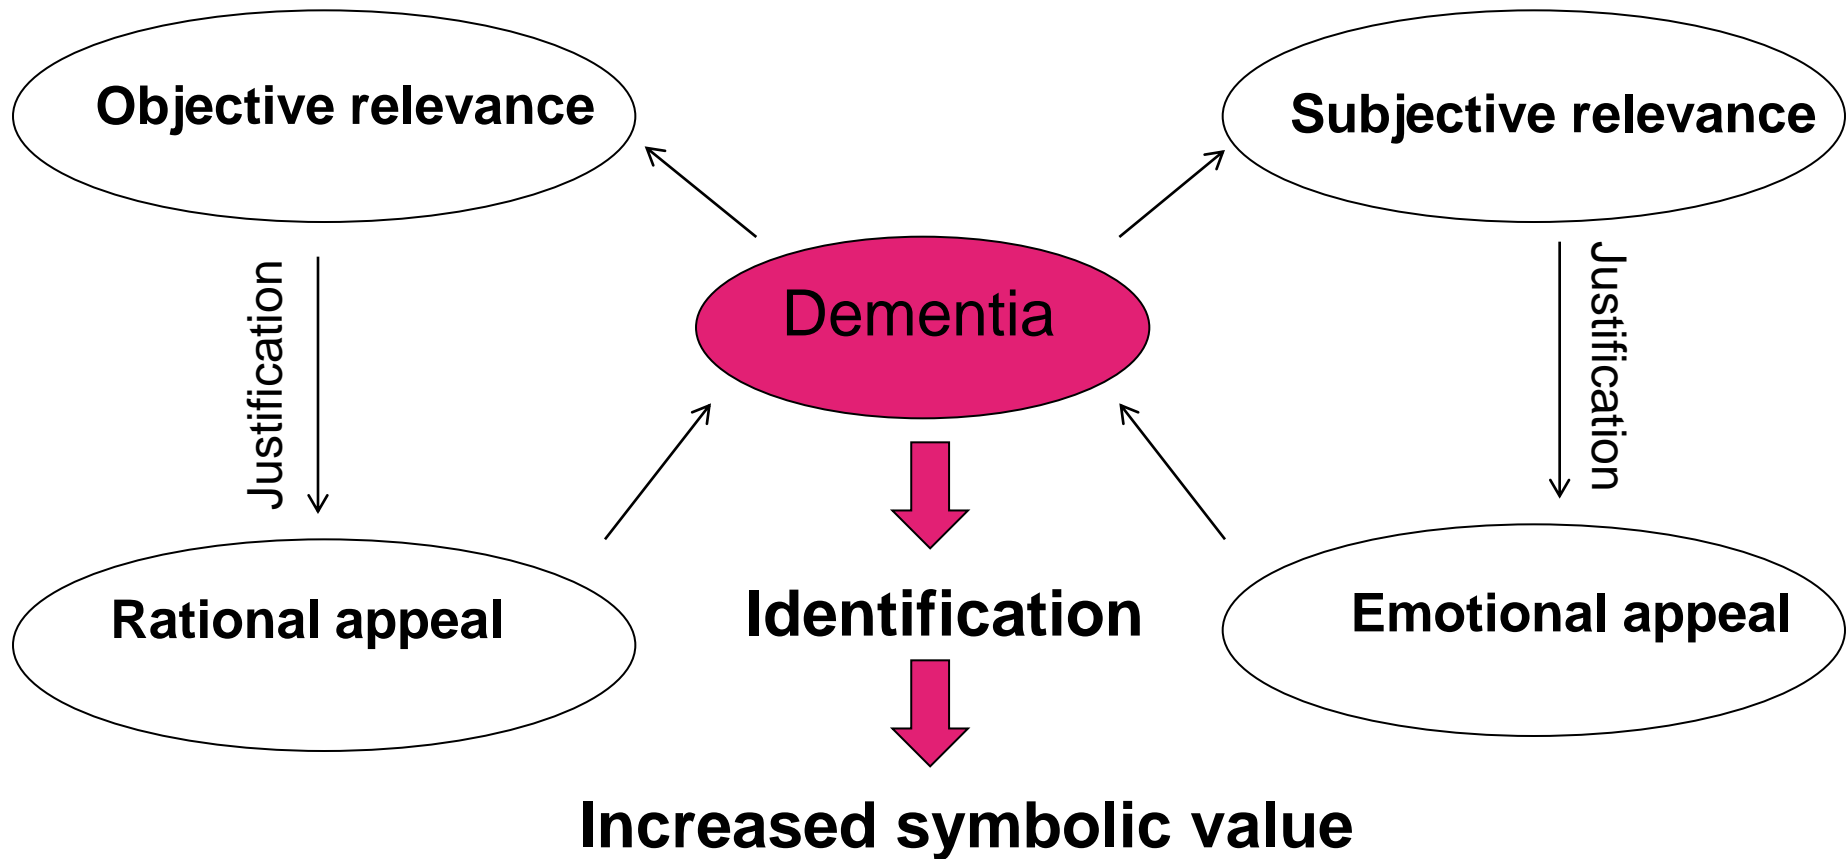 Objective relevance
Subjective relevance
Justification
Dementia
Justification
Rational appeal
Identification
Emotional appeal
Increased symbolic value